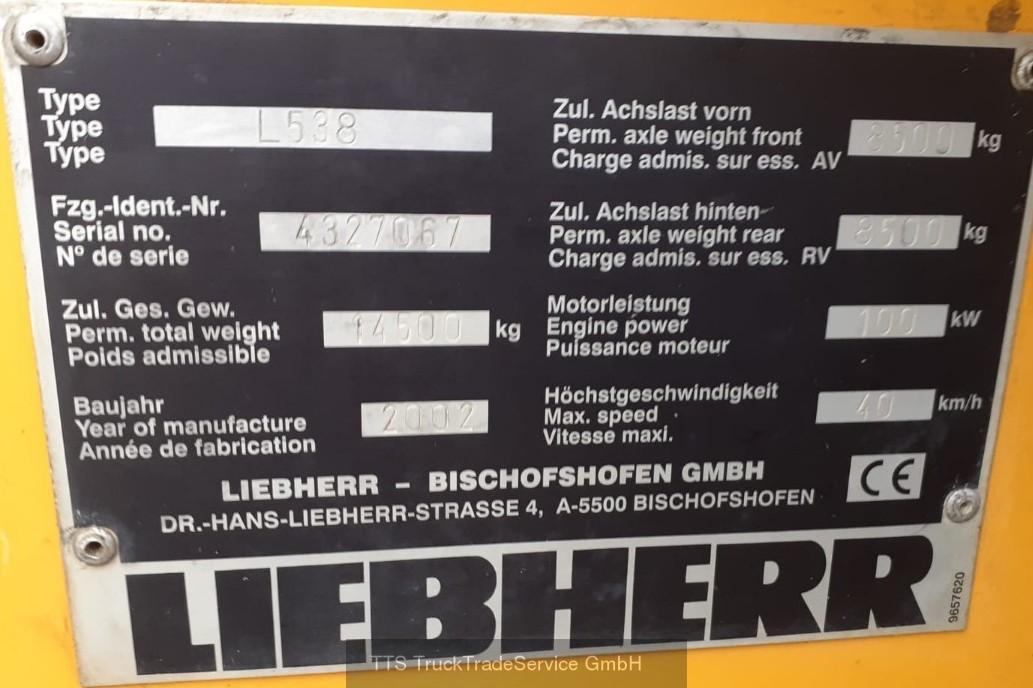 Type
Type L538
Type
Fzg.-Ident.-Nr.
Serial no. 4327067
N° de serie
Zul. Ges. Gew.
Perm. total weight 14500 kg
Poids admissible
Baujahr
Year of manufacture 2002
Année de fabrication
Zul. Achslast vorn
Perm. axle weight front 8500 kg
Charge admis. sur ess. AV
Zul. Achslast hinten
Perm. axle weight rear 8500 kg
Charge admis. sur ess. RV
Motorleistung
Engine power 100 kW
Puissance moteur
Höchstgeschwindigkeit
Max. speed 40 km/h
Vitesse maxi.
LIEBHERR – BISCHOFSHOFEN GMBH
DR.-HANS-LIEBHERR-STRASSE 4, A-5500 BISCHOFSHOFEN
CE
LIEBHERR
9657620
TTS TruckTradeService GmbH